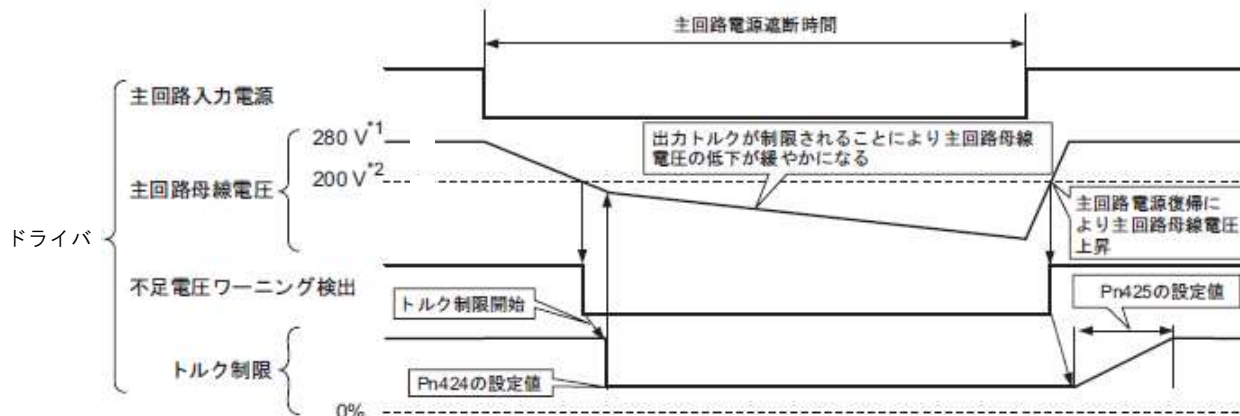 主回路電源遮断時間
主回路入力電源
280 V*1
出力トルクが制限されることにより主回路母線
電圧の低下が緩やかになる
主回路母線電圧
200 V*2
主回路電源復帰に
より主回路母線電圧
上昇
ドライバ
不足電圧ワーニング検出
トルク制限開始
Pn425の設定値
トルク制限
Pn424の設定値
0%